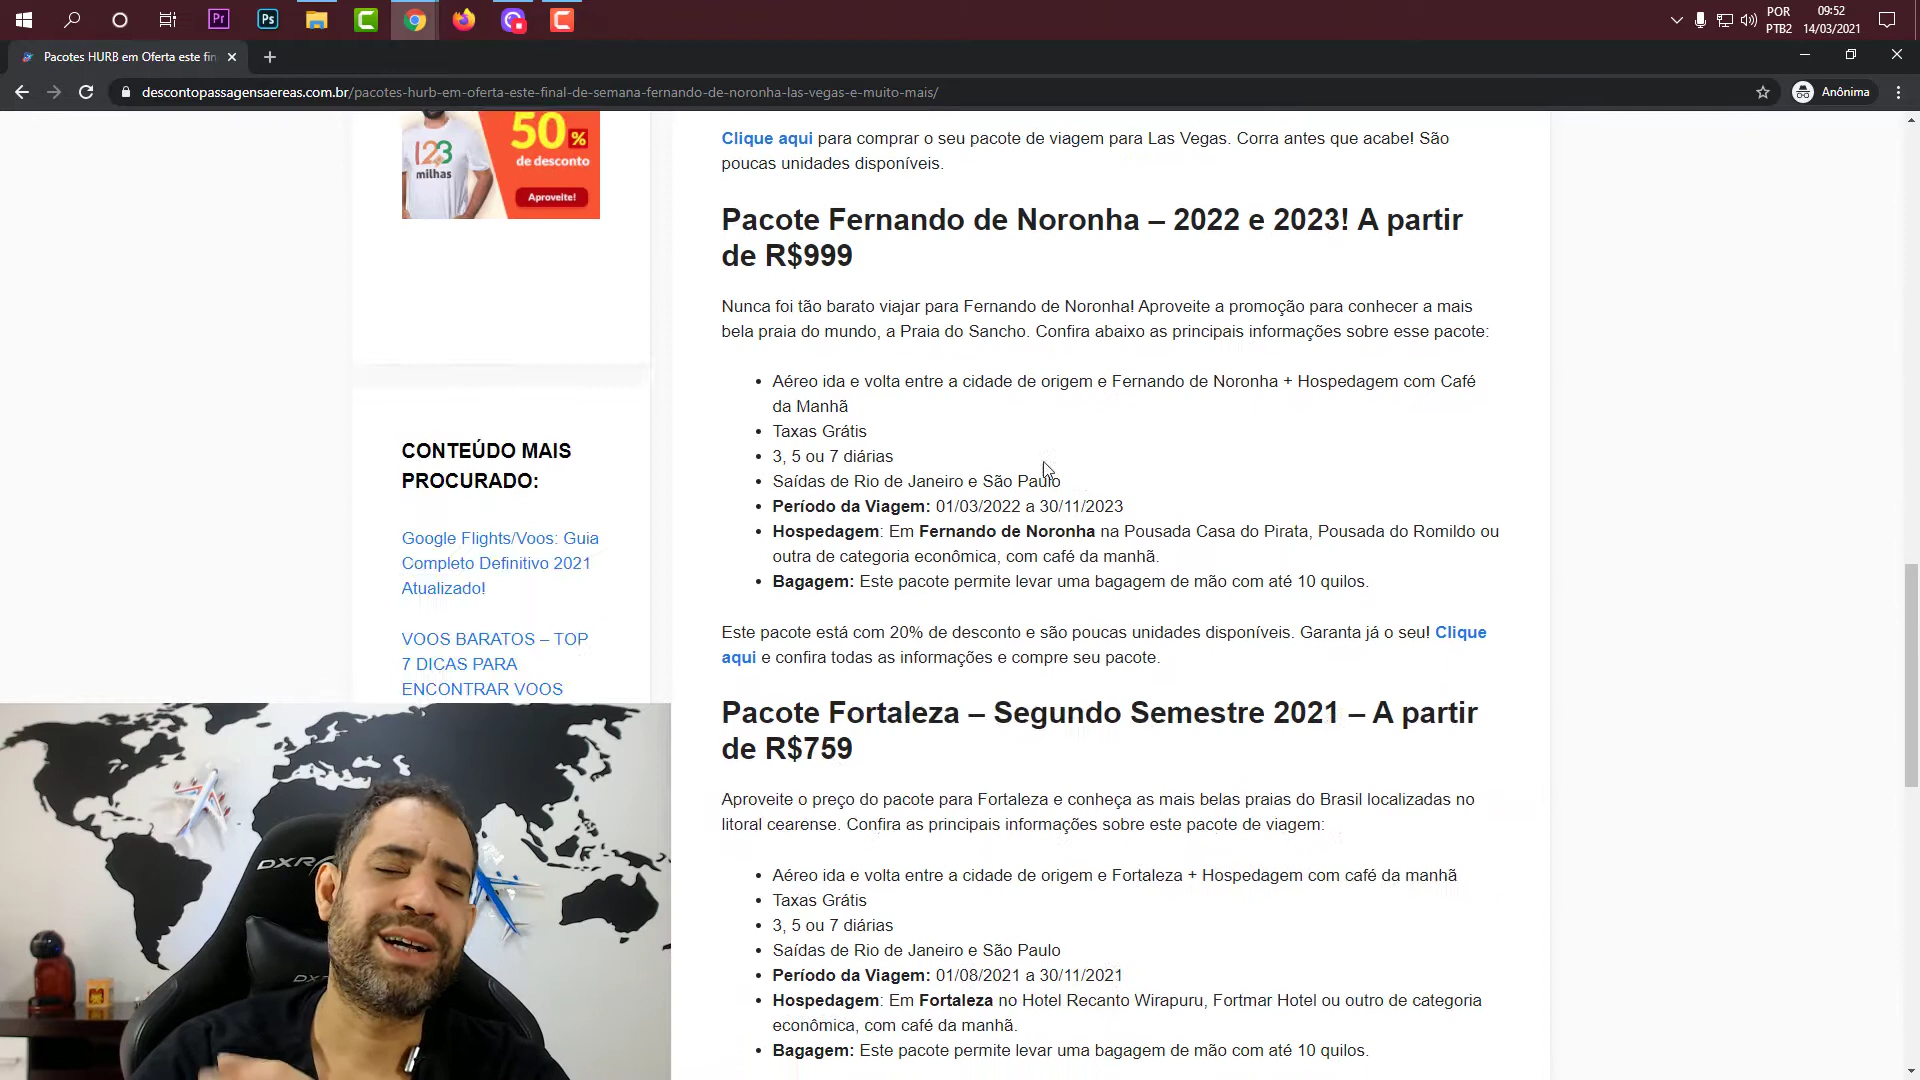 POR
PTB2
09:52
14/03/2021
Pacotes HURB em Oferta este fin
descontopassagensaereas.com.br/pacotes-hurb-em-oferta-este-final-de-semana-fernando-de-noronha-las-vegas-e-muito-mais/
Anônima
123
milhas
50%
de desconto
Aproveite!
CONTEÚDO MAIS
PROCURADO:
Google Flights/Voos: Guia
Completo Definitivo 2021
Atualizado!
VOOS BARATOS – TOP
7 DICAS PARA
ENCONTRAR VOOS
Clique aqui para comprar o seu pacote de viagem para Las Vegas. Corra antes que acabe! São
poucas unidades disponíveis.
Pacote Fernando de Noronha – 2022 e 2023! A partir
de R$999
Nunca foi tão barato viajar para Fernando de Noronha! Aproveite a promoção para conhecer a mais
bela praia do mundo, a Praia do Sancho. Confira abaixo as principais informações sobre esse pacote:
• Aéreo ida e volta entre a cidade de origem e Fernando de Noronha + Hospedagem com Café
da Manhã
• Taxas Grátis
• 3, 5 ou 7 diárias
• Saídas de Rio de Janeiro e São Paulo
• Período da Viagem: 01/03/2022 a 30/11/2023
• Hospedagem: Em Fernando de Noronha na Pousada Casa do Pirata, Pousada do Romildo ou
outra de categoria econômica, com café da manhã.
• Bagagem: Este pacote permite levar uma bagagem de mão com até 10 quilos.
Este pacote está com 20% de desconto e são poucas unidades disponíveis. Garanta já o seu! Clique
aqui e confira todas as informações e compre seu pacote.
Pacote Fortaleza – Segundo Semestre 2021 – A partir
de R$759
Aproveite o preço do pacote para Fortaleza e conheça as mais belas praias do Brasil localizadas no
litoral cearense. Confira as principais informações sobre este pacote de viagem:
• Aéreo ida e volta entre a cidade de origem e Fortaleza + Hospedagem com café da manhã
• Taxas Grátis
• 3, 5 ou 7 diárias
• Saídas de Rio de Janeiro e São Paulo
• Período da Viagem: 01/08/2021 a 30/11/2021
• Hospedagem: Em Fortaleza no Hotel Recanto Wirapuru, Fortmar Hotel ou outro de categoria
econômica, com café da manhã.
• Bagagem: Este pacote permite levar uma bagagem de mão com até 10 quilos.